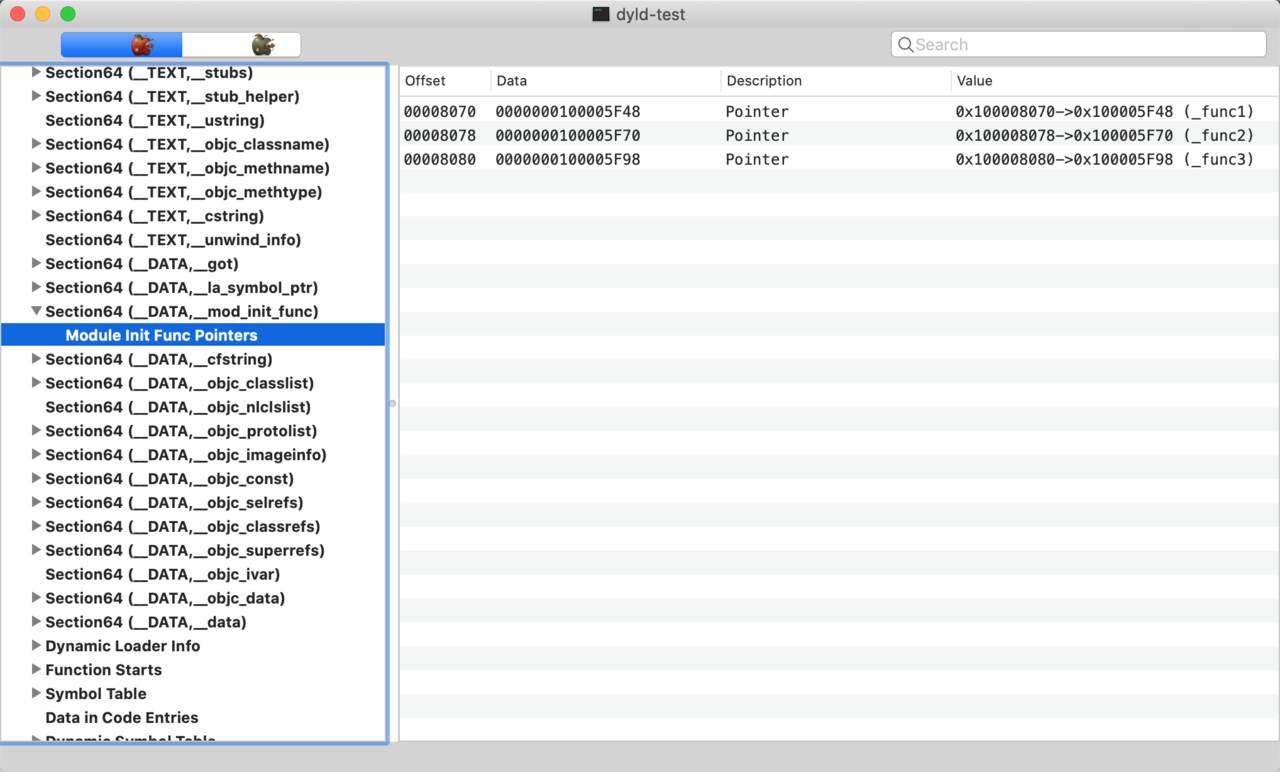 dyld-test
Search
Section64 (__TEXT,__stubs)
Section64 (__TEXT,__stub_helper)
Section64 (__TEXT,__ustring)
Section64 (__TEXT,__objc_classname)
Section64 (__TEXT,__objc_methname)
Section64 (__TEXT,__objc_methtype)
Section64 (__TEXT,__cstring)
Section64 (__TEXT,__unwind_info)
Section64 (__DATA,__got)
Section64 (__DATA,__la_symbol_ptr)
Section64 (__DATA,__mod_init_func)
Module Init Func Pointers
Section64 (__DATA,__cfstring)
Section64 (__DATA,__objc_classlist)
Section64 (__DATA,__objc_nlclslist)
Section64 (__DATA,__objc_protolist)
Section64 (__DATA,__objc_imageinfo)
Section64 (__DATA,__objc_const)
Section64 (__DATA,__objc_selrefs)
Section64 (__DATA,__objc_classrefs)
Section64 (__DATA,__objc_superrefs)
Section64 (__DATA,__objc_ivar)
Section64 (__DATA,__objc_data)
Section64 (__DATA,__data)
Dynamic Loader Info
Function Starts
Symbol Table
Data in Code Entries
Dynamic Symbol Table
Offset Data Description Value
00008070 0000000100005F48 Pointer 0x100008070->0x100005F48 (_func1)
00008078 0000000100005F70 Pointer 0x100008078->0x100005F70 (_func2)
00008080 0000000100005F98 Pointer 0x100008080->0x100005F98 (_func3)